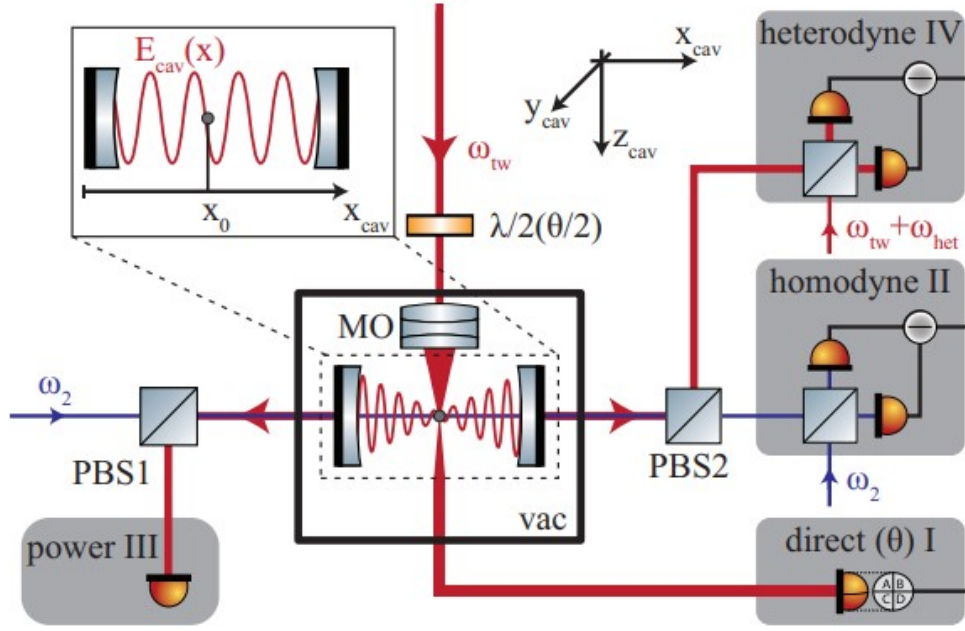 E_cav(x)
x_0
x_cav
ω_tw
x_cav
y_cav
z_cav
heterodyne IV
λ/2(θ/2)
ω_tw+ω_het
MO
homodyne II
ω_2
PBS1
PBS2
ω_2
vac
power III
direct (θ) I
A B
C D